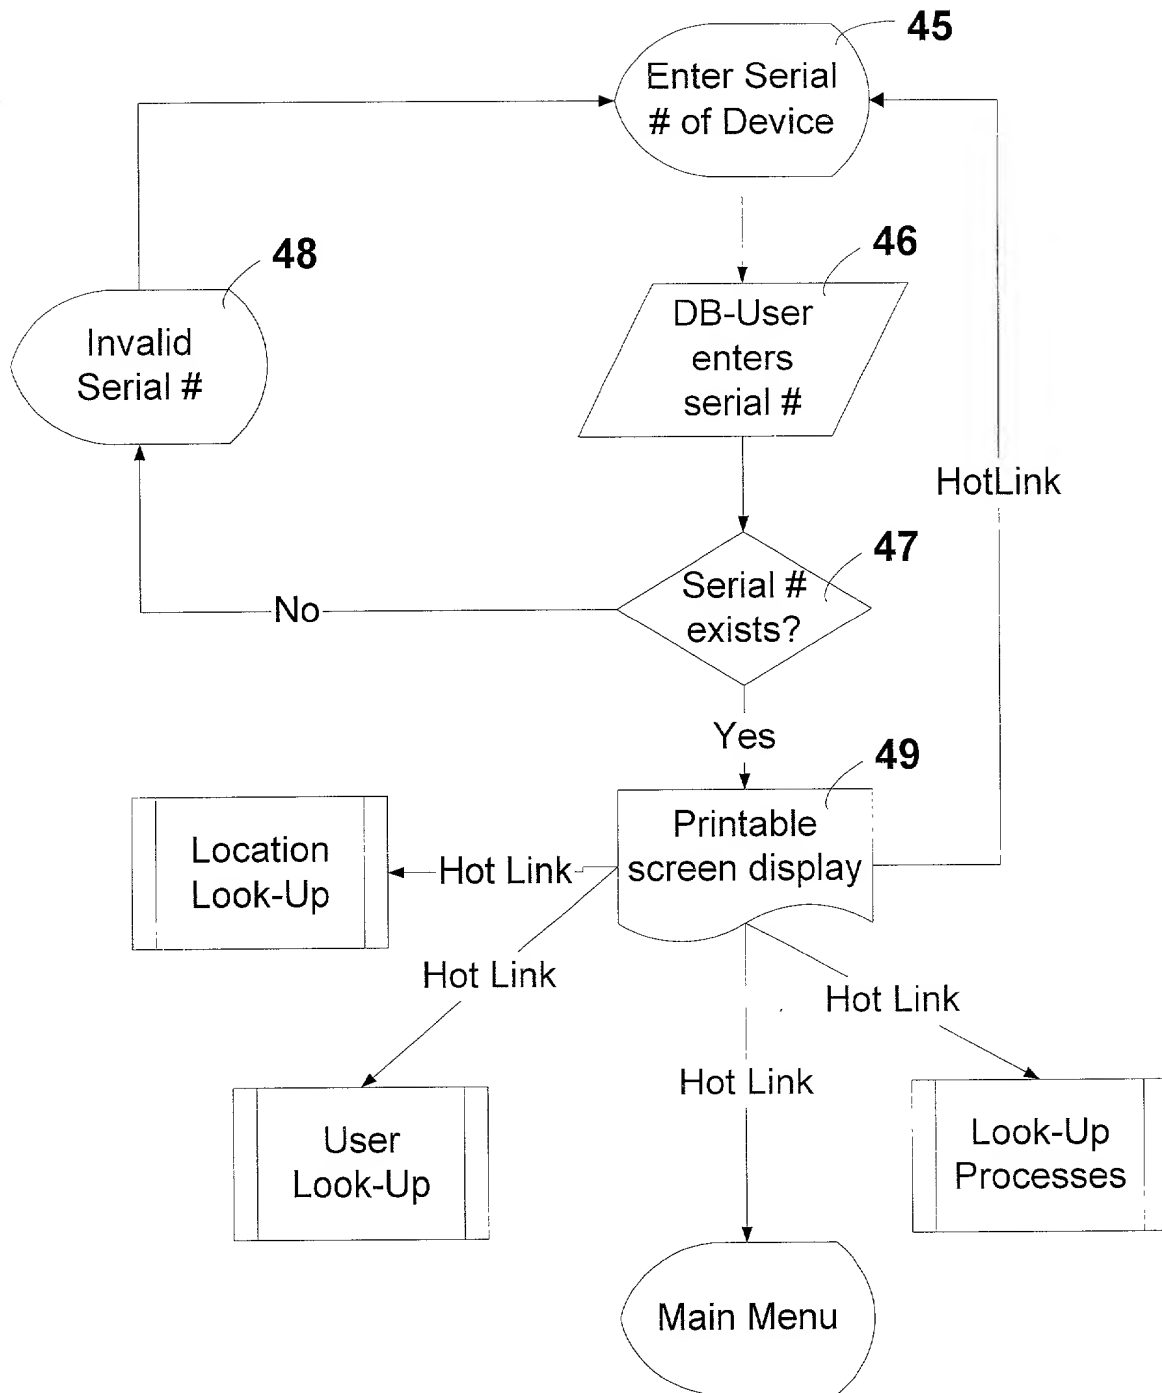 45
Enter Serial
# of Device
46
48
DB-User
enters
serial #
Invalid
Serial #
HotLink
47
Serial #
exists?
No
Yes
49
Printable
screen display
Location
Look-Up
Hot Link
Hot Link
Hot Link
Hot Link
User
Look-Up
Look-Up
Processes
Main Menu